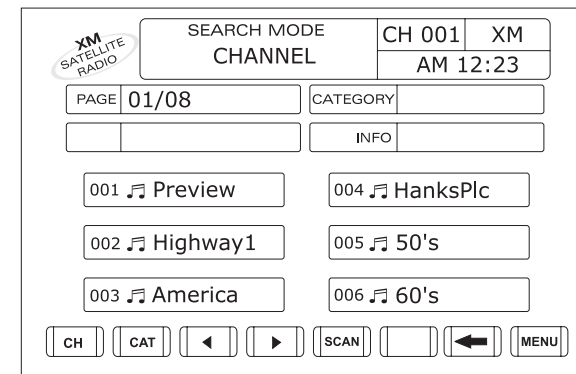 XM
SATELLITE
RADIO
SEARCH MODE
CHANNEL
CH 001
XM
AM 12:23
PAGE 01/08
CATEGORY
INFO
001 Preview
004 HanksPlc
002 Highway1
005 50's
003 America
006 60's
CH CAT SCAN MENU